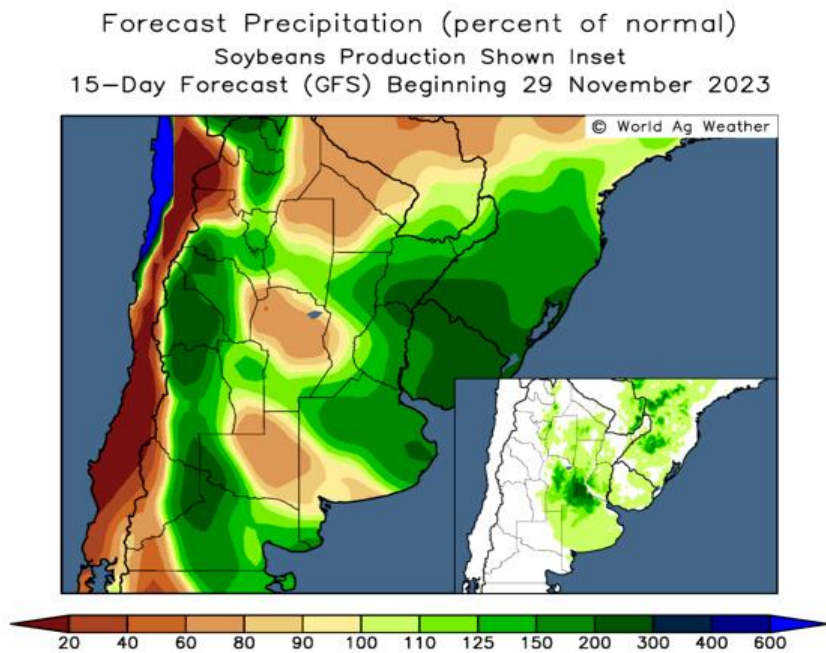 Forecast Precipitation (percent of normal)
Soybeans Production Shown Inset
15-Day Forecast (GFS) Beginning 29 November 2023
© World Ag Weather
20 40 60 80 90 100 110 125 150 200 300 400 600